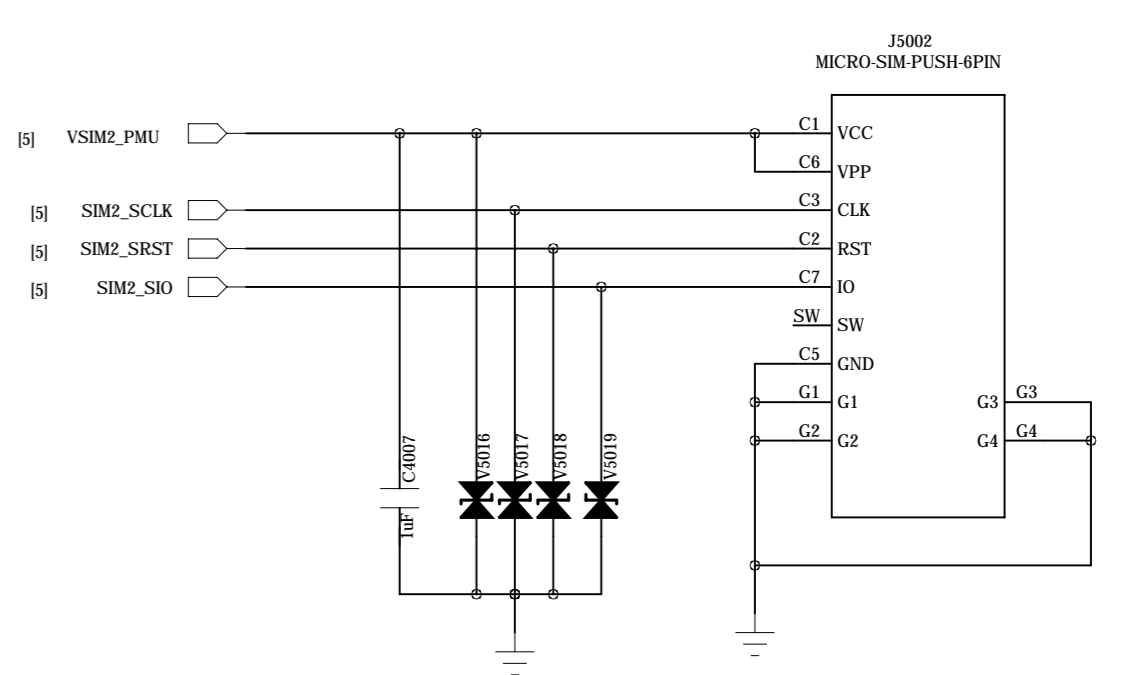 J5002
MICRO-SIM-PUSH-6PIN
[5] VSIM2_PMU
C1 VCC
C6 VPP
[5] SIM2_SCLK
C3 CLK
[5] SIM2_SRST
C2 RST
[5] SIM2_SIO
C7 IO
SW SW
C5 GND
G1 G1
G3 G3
G2 G2
G4 G4
C4007
1uF
V5016
V5017
V5018
V5019